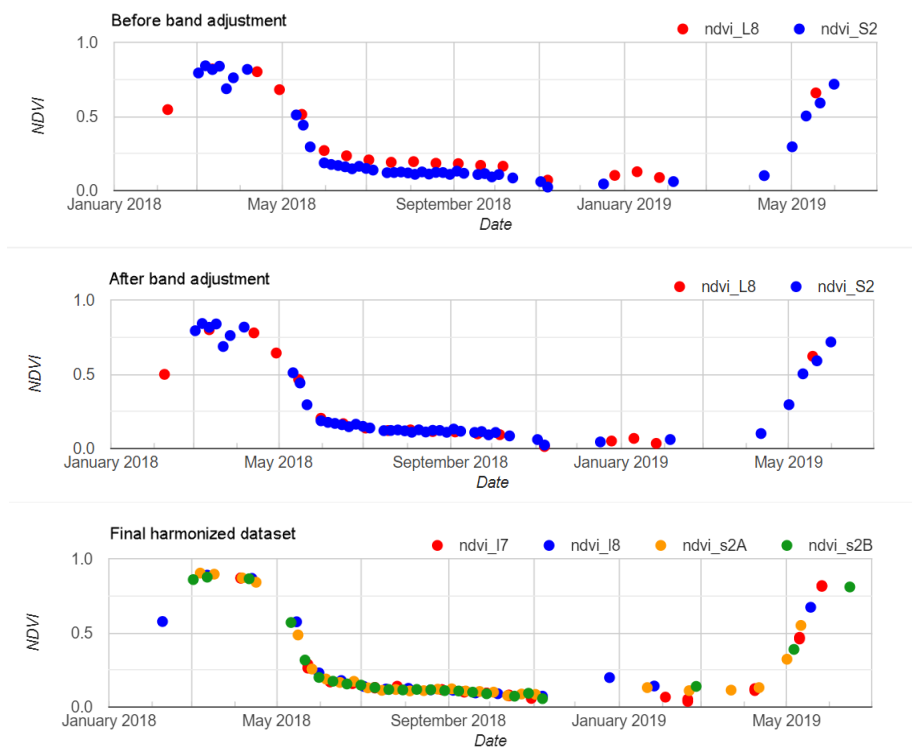 Before band adjustment
ndvi_L8 ndvi_S2
1.0
0.5
0.0
NDVI
January 2018 May 2018 September 2018 January 2019 May 2019
Date
After band adjustment
ndvi_L8 ndvi_S2
1.0
0.5
0.0
NDVI
January 2018 May 2018 September 2018 January 2019 May 2019
Date
Final harmonized dataset
ndvi_l7 ndvi_l8 ndvi_s2A ndvi_s2B
1.0
0.5
0.0
NDVI
January 2018 May 2018 September 2018 January 2019 May 2019
Date